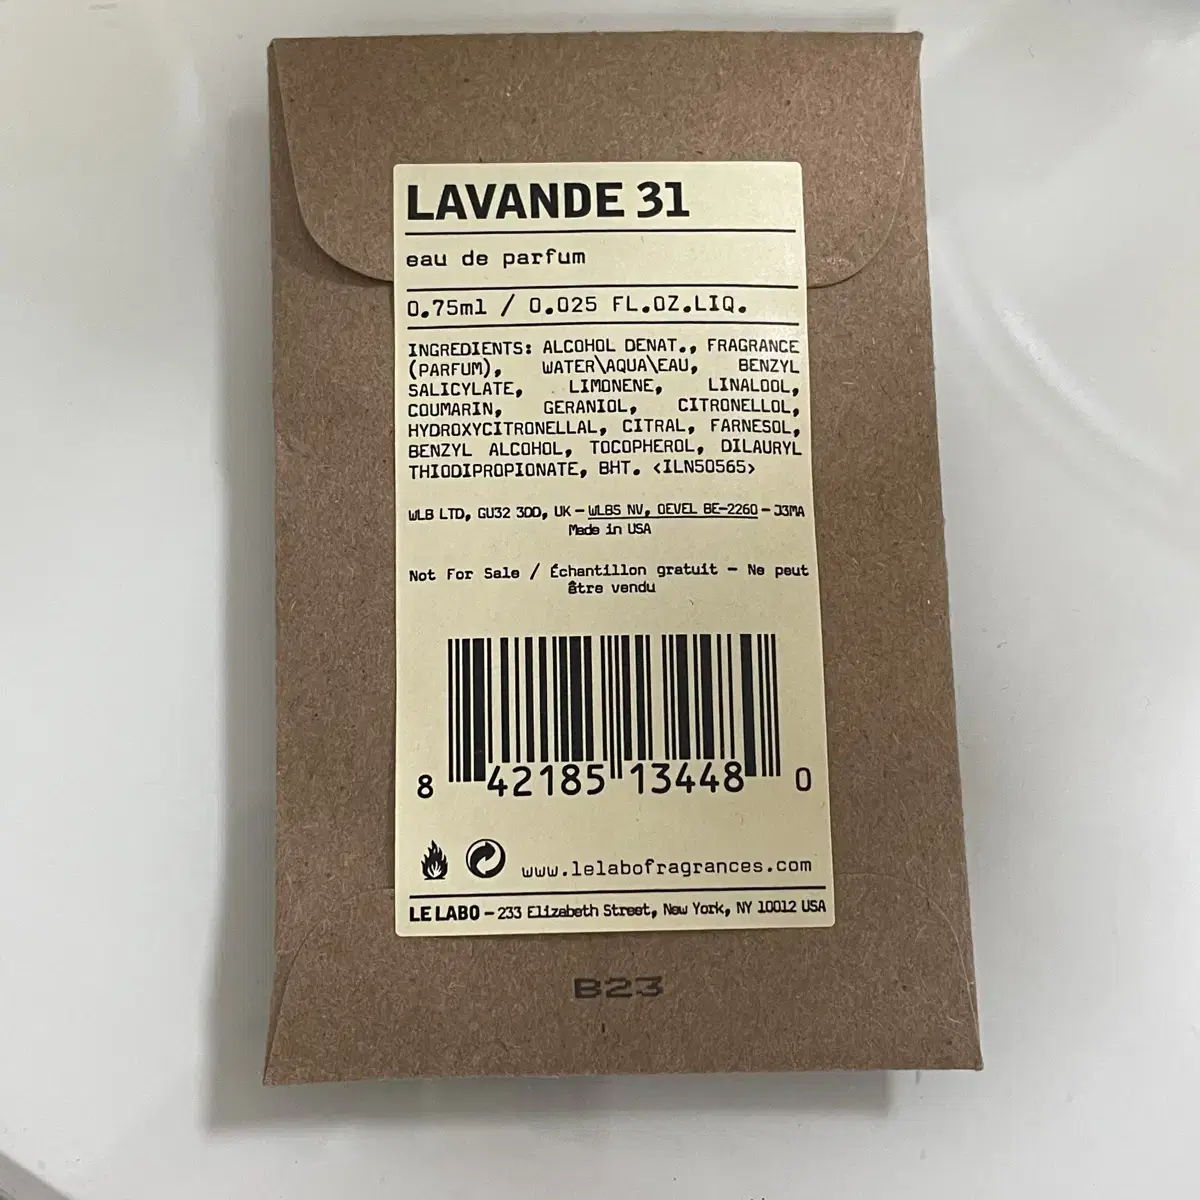 LAVANDE 31
eau de parfum
0.75ml / 0.025 FL.OZ.LIQ.
INGREDIENTS: ALCOHOL DENAT., FRAGRANCE
(PARFUM), WATER\AQUA\EAU, BENZYL
SALICYLATE, LIMONENE, LINALOOL,
COUMARIN, GERANIOL, CITRONELLOL,
HYDROXYCITRONELLAL, CITRAL, FARNESOL,
BENZYL ALCOHOL, TOCOPHEROL, DILAURYL
THIODIPROPIONATE, BHT. <ILN50565>
WLB LTD, GU32 3QD, UK – WLBS NV, OEVEL BE-2260 – J3MA
Made in USA
Not For Sale / Échantillon gratuit – Ne peut
être vendu
8 42185 13448 0
www.lelabofragrances.com
LE LABO – 233 Elizabeth Street, New York, NY 10012 USA
B23